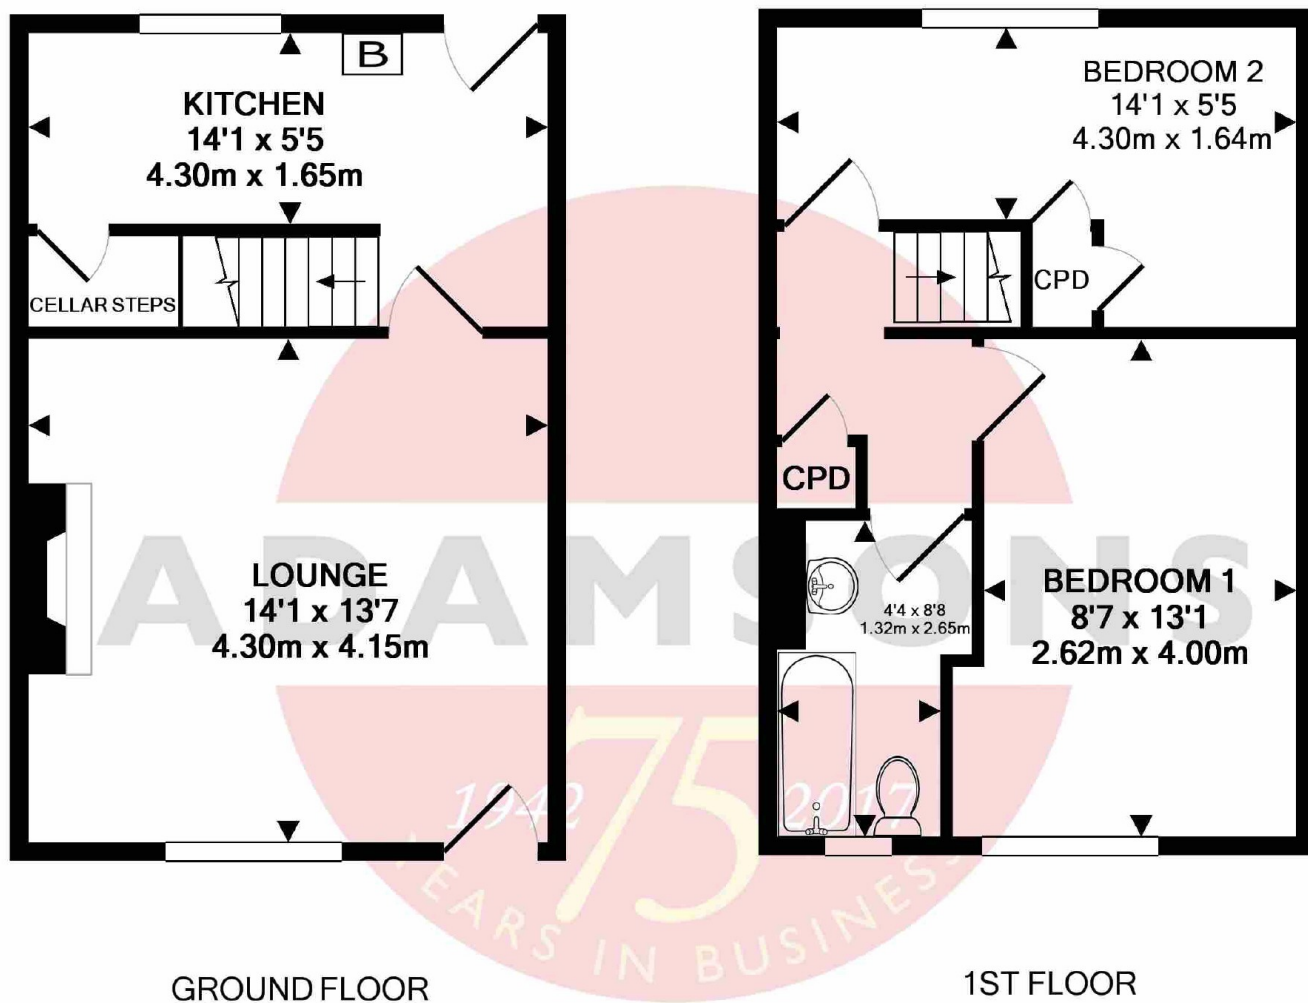 B
KITCHEN
14'1 x 5'5
4.30m x 1.65m
CELLAR STEPS
LOUNGE
14'1 x 13'7
4.30m x 4.15m
GROUND FLOOR
BEDROOM 2
14'1 x 5'5
4.30m x 1.64m
CPD
CPD
4'4 x 8'8
1.32m x 2.65m
BEDROOM 1
8'7 x 13'1
2.62m x 4.00m
1ST FLOOR
ADAMSONS
1942 75 2017
YEARS IN BUSINESS